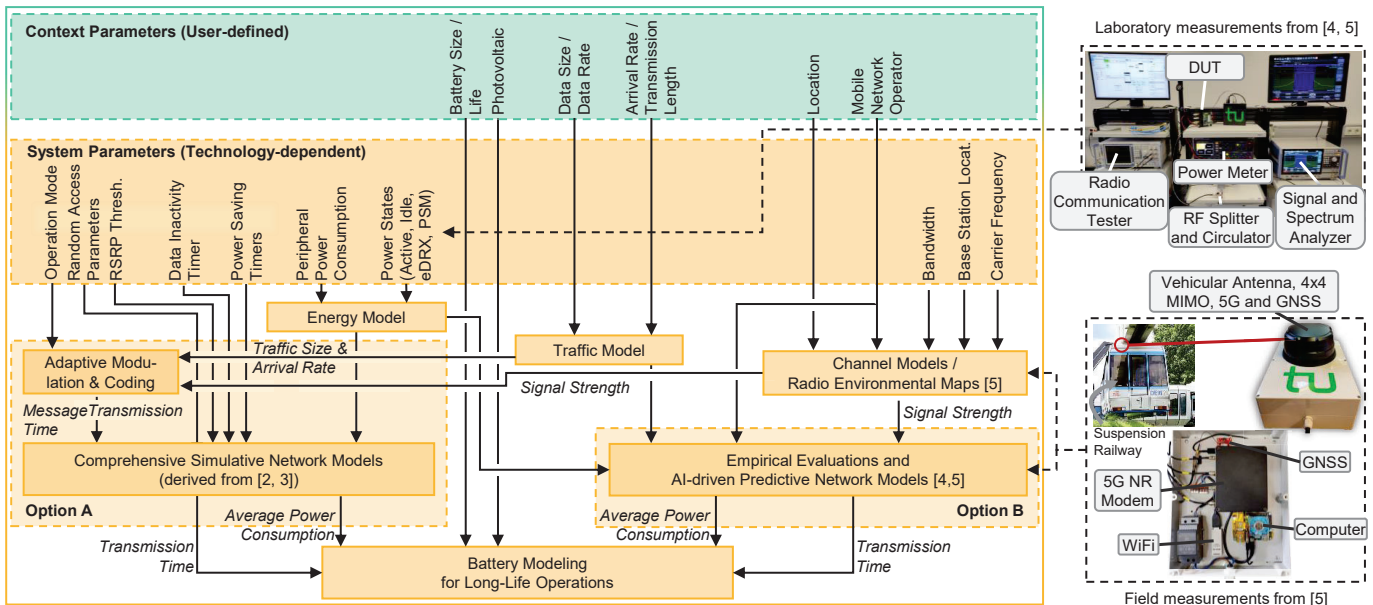 Context Parameters (User-defined)
Battery Size /
Life
Photovoltaic
Data Size /
Data Rate
Arrival Rate /
Transmission
Length
Location
Mobile
Network
Operator
System Parameters (Technology-dependent)
Operation Mode
Random Access
Parameters
RSRP Thresh.
Data Inactivity
Timer
Power Saving
Timers
Peripheral
Power
Consumption
Power States
(Active, Idle,
eDRX, PSM)
Bandwidth
Base Station Locat.
Carrier Frequency
Energy Model
Traffic Model
Adaptive Modu-
lation & Coding
Traffic Size &
Arrival Rate
Signal Strength
Channel Models /
Radio Environmental Maps [5]
MessageTransmission
Time
Signal Strength
Comprehensive Simulative Network Models
(derived from [2, 3])
Empirical Evaluations and
AI-driven Predictive Network Models [4,5]
Option A
Option B
Average Power
Consumption
Average Power
Consumption
Transmission
Time
Transmission
Time
Battery Modeling
for Long-Life Operations
Laboratory measurements from [4, 5]
DUT
tu
Power Meter
Radio
Communication
Tester
RF Splitter
and Circulator
Signal and
Spectrum
Analyzer
Vehicular Antenna, 4x4
MIMO, 5G and GNSS
tu
Suspension
Railway
GNSS
5G NR
Modem
Computer
WiFi
Field measurements from [5]